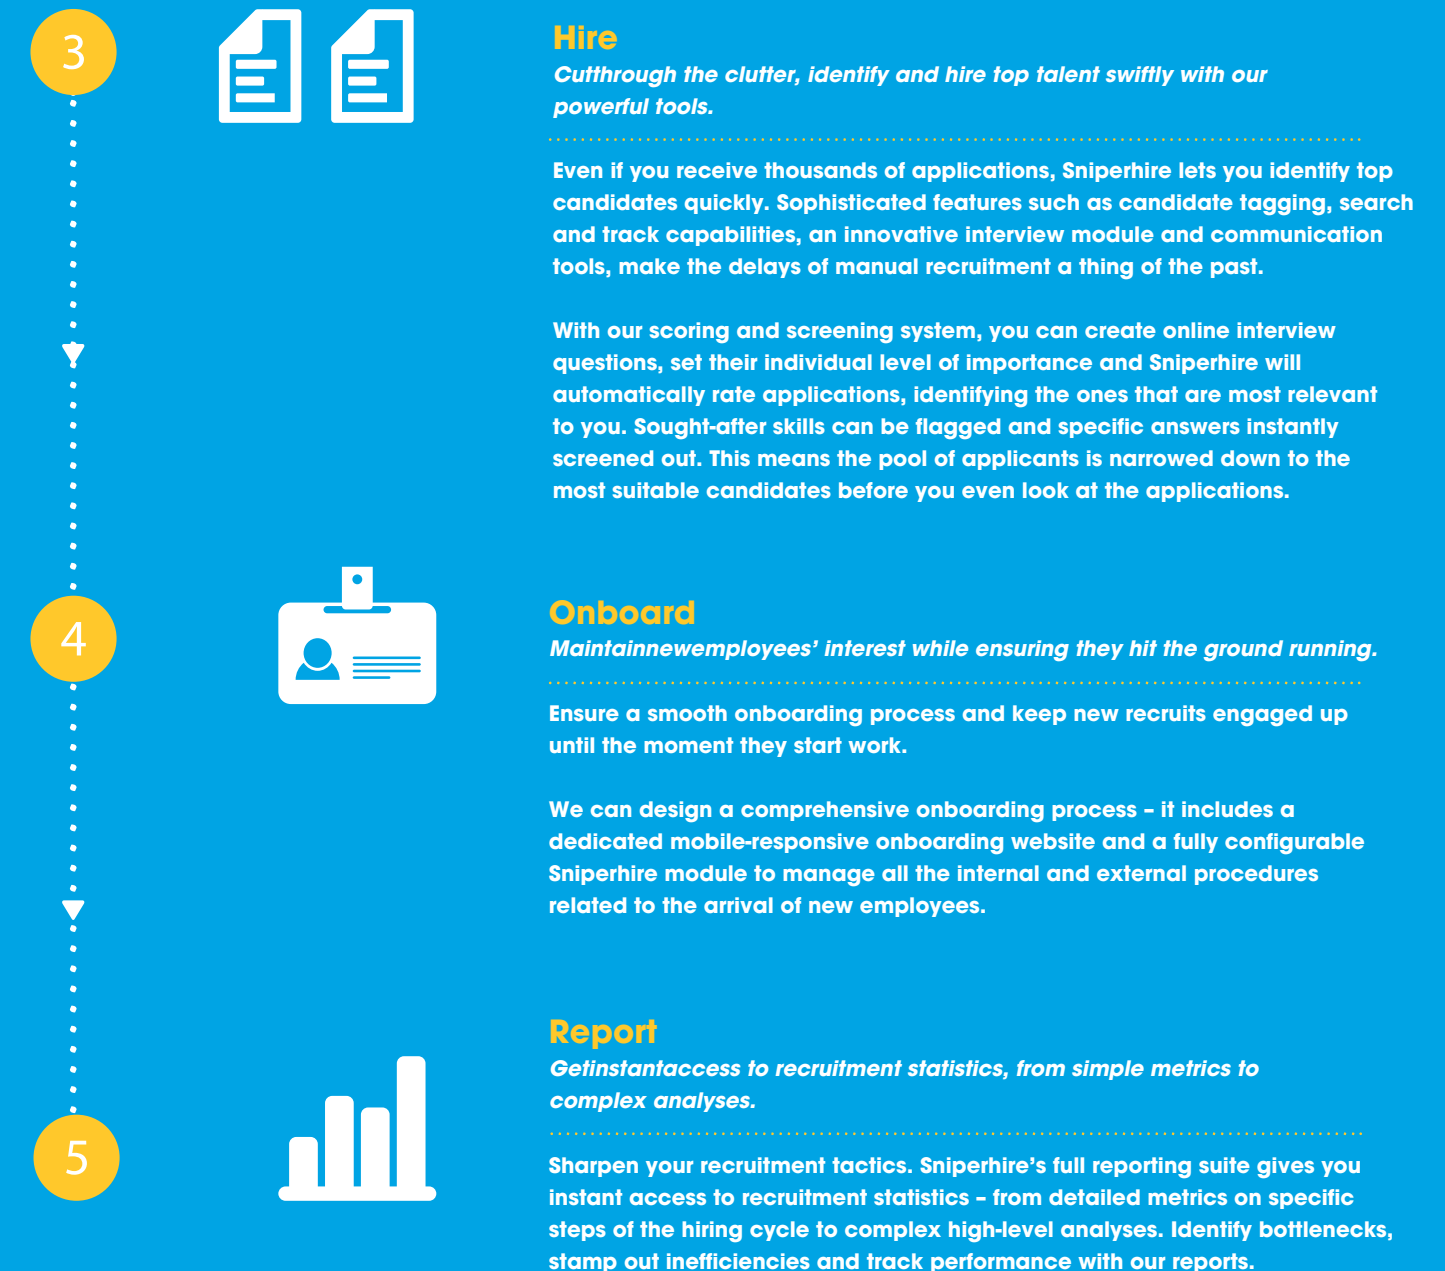 3
Hire
Cutthrough the clutter, identify and hire top talent swiftly with our
powerful tools.
Even if you receive thousands of applications, Sniperhire lets you identify top
candidates quickly. Sophisticated features such as candidate tagging, search
and track capabilities, an innovative interview module and communication
tools, make the delays of manual recruitment a thing of the past.
With our scoring and screening system, you can create online interview
questions, set their individual level of importance and Sniperhire will
automatically rate applications, identifying the ones that are most relevant
to you. Sought-after skills can be flagged and specific answers instantly
screened out. This means the pool of applicants is narrowed down to the
most suitable candidates before you even look at the applications.
4
Onboard
Maintainnewemployees’ interest while ensuring they hit the ground running.
Ensure a smooth onboarding process and keep new recruits engaged up
until the moment they start work.
We can design a comprehensive onboarding process – it includes a
dedicated mobile-responsive onboarding website and a fully configurable
Sniperhire module to manage all the internal and external procedures
related to the arrival of new employees.
5
Report
Getinstantaccess to recruitment statistics, from simple metrics to
complex analyses.
Sharpen your recruitment tactics. Sniperhire’s full reporting suite gives you
instant access to recruitment statistics – from detailed metrics on specific
steps of the hiring cycle to complex high-level analyses. Identify bottlenecks,
stamp out inefficiencies and track performance with our reports.